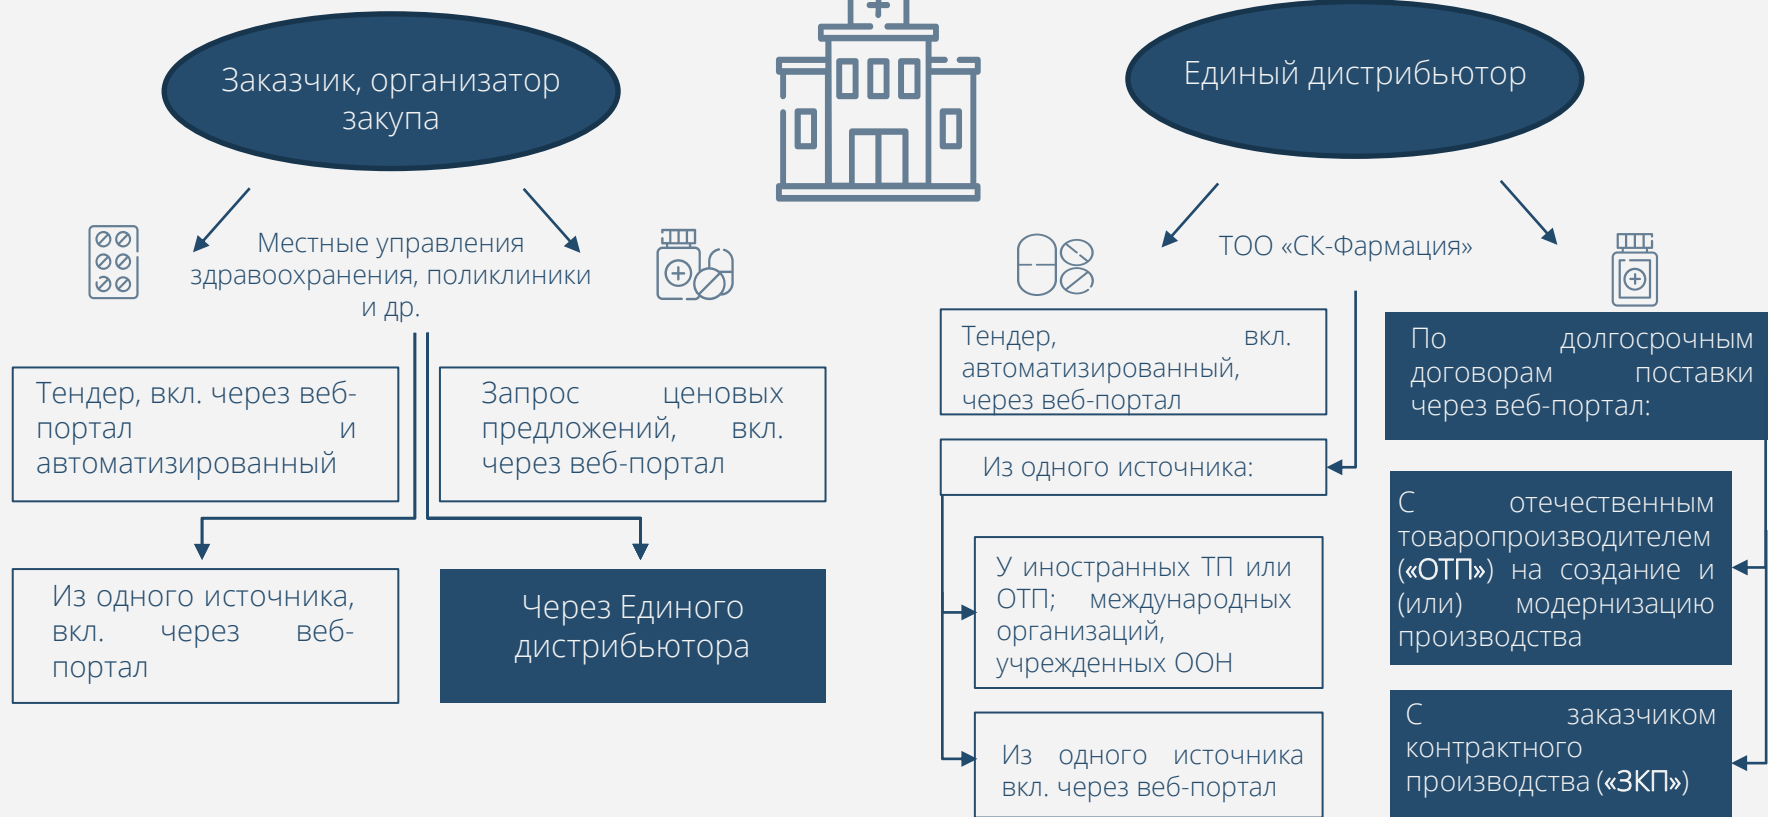 Заказчик, организатор
закупа
Местные управления
здравоохранения, поликлиники
и др.
Тендер, вкл. через веб-
портал и
автоматизированный
Запрос ценовых
предложений, вкл.
через веб-портал
Из одного источника,
вкл. через веб-
портал
Через Единого
дистрибьютора
Единый дистрибьютор
ТОО «СК-Фармация»
Тендер, вкл.
автоматизированный,
через веб-портал
Из одного источника:
У иностранных ТП или
ОТП; международных
организаций,
учрежденных ООН
Из одного источника
вкл. через веб-портал
По долгосрочным
договорам поставки
через веб-портал:
С отечественным
товаропроизводителем
(«ОТП») на создание и
(или) модернизацию
производства
С заказчиком
контрактного
производства («ЗКП»)